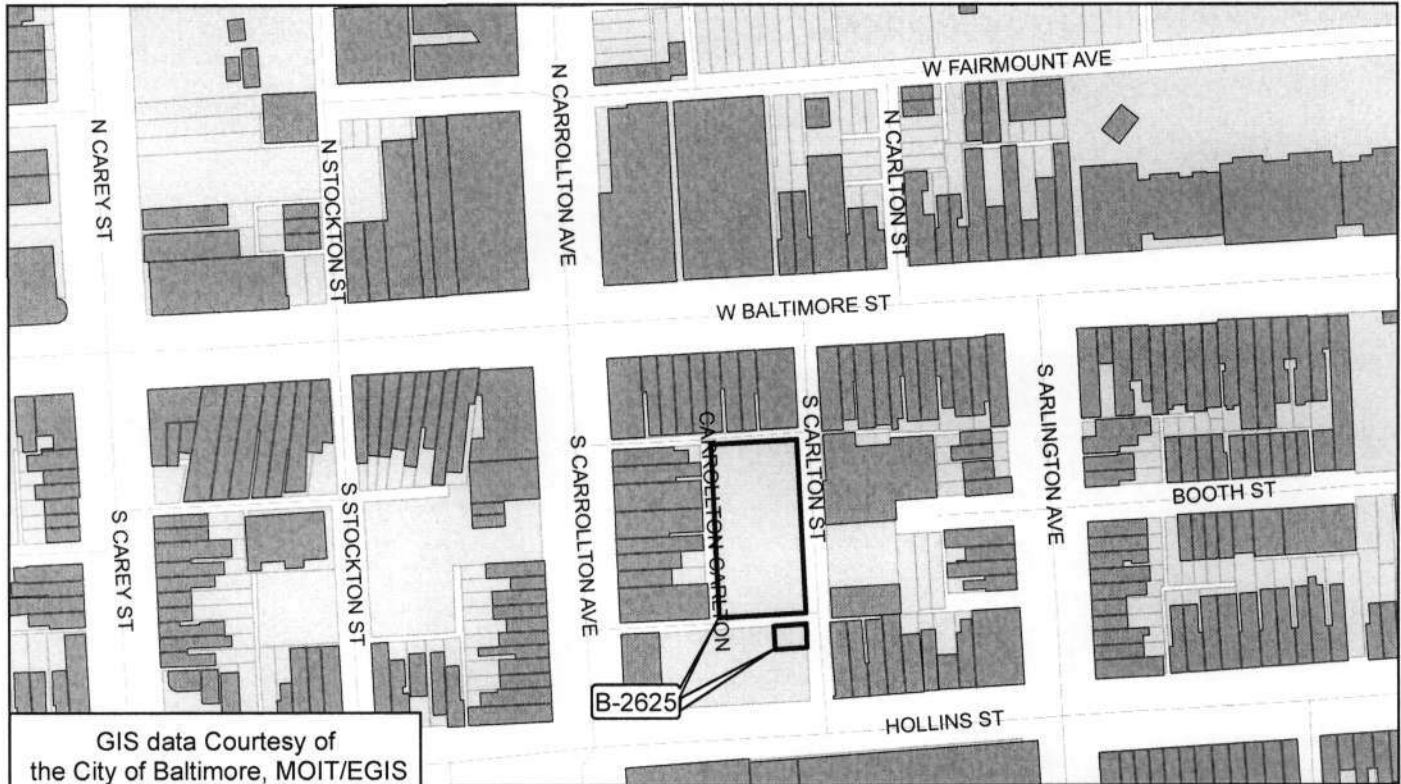 W FAIRMOUNT AVE
N CAREY ST
N STOCKTON ST
N CARROLLTON AVE
N CARLTON ST
W BALTIMORE ST
S CAREY ST
S STOCKTON ST
S CARROLLTON AVE
CARROLLTON CARLTON
S CARLTON ST
S ARLINGTON AVE
BOOTH ST
B-2625
HOLLINS ST
GIS data Courtesy of
the City of Baltimore, MOIT/EGIS